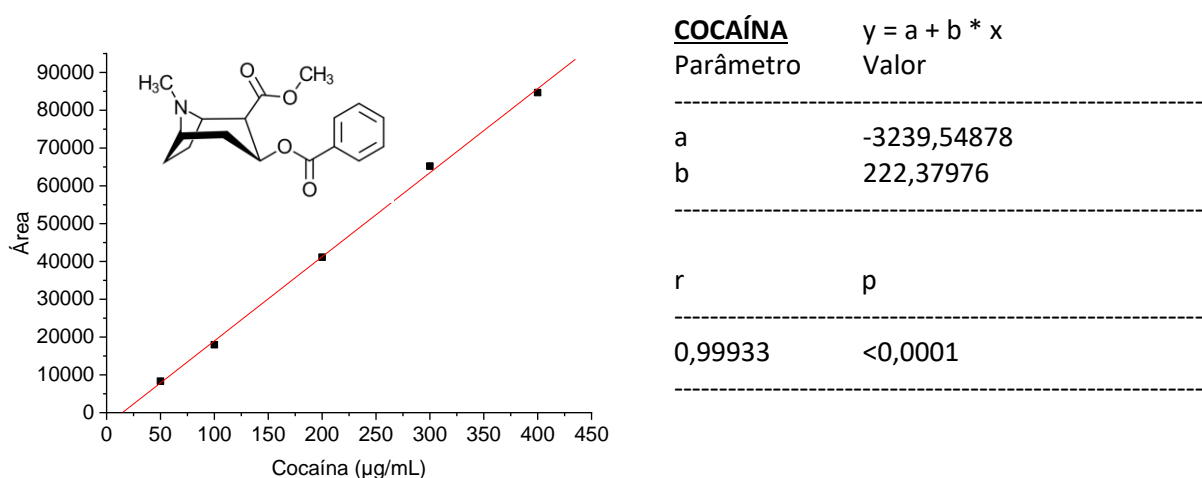 90000
80000
70000
60000
50000
40000
30000
20000
10000
0
Área
0 50 100 150 200 250 300 350 400 450
Cocaína (µg/mL)
H₃C
N
O
O
CH₃
O
O
COCAÍNA y = a + b * x
Parâmetro Valor
--------------------------------------------------------------------
a -3239,54878
b 222,37976
--------------------------------------------------------------------
r p
--------------------------------------------------------------------
0,99933 <0,0001
--------------------------------------------------------------------